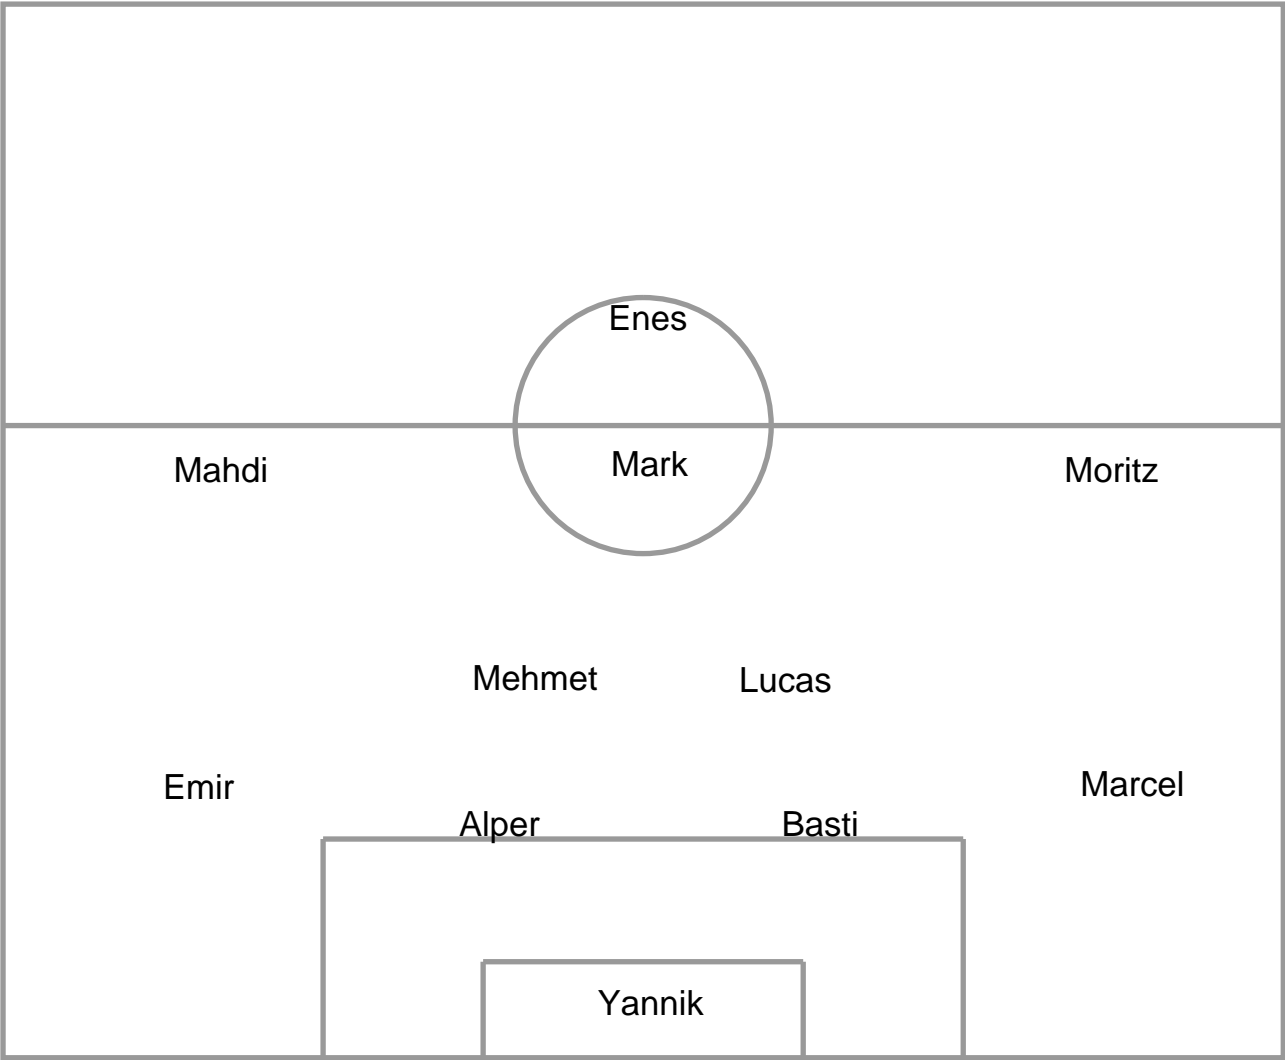 Enes
Mahdi
Mark
Moritz
Mehmet
Lucas
Emir
Marcel
Alper
Basti
Yannik